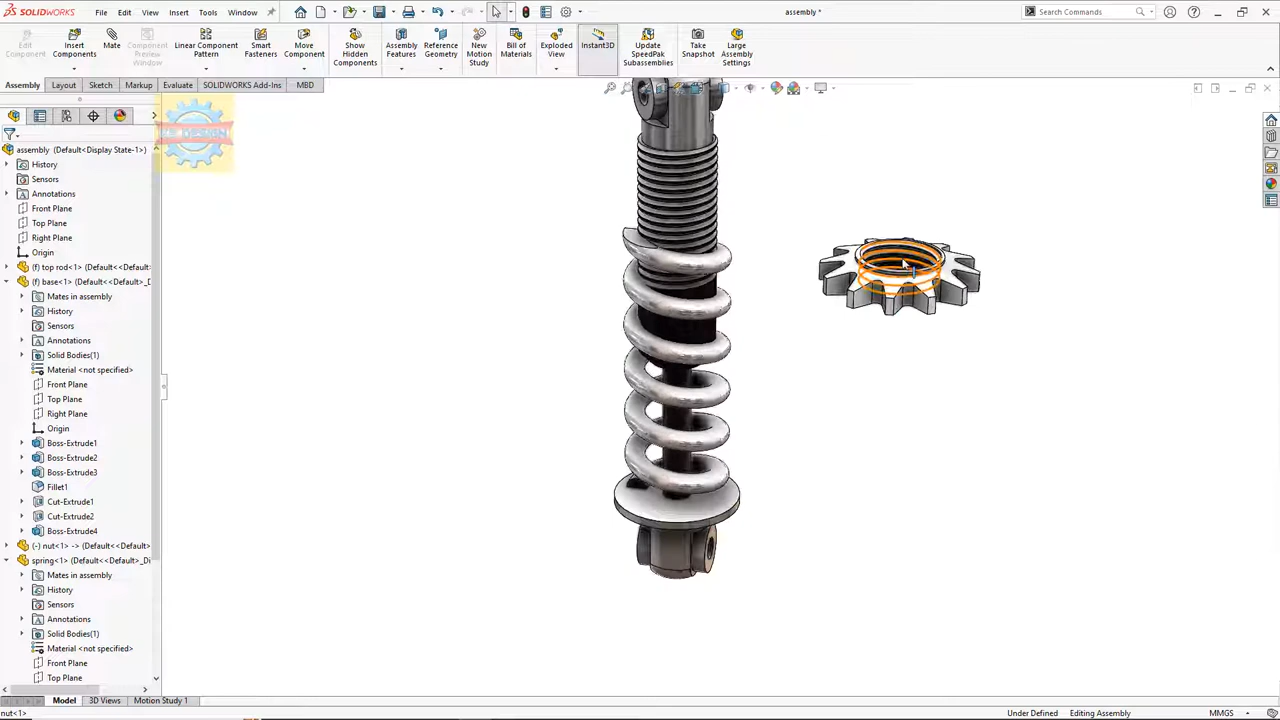 SOLIDWORKS
File Edit View Insert Tools Window
assembly *
Search Commands
Edit Component
Insert Components
Mate
Component Preview Window
Linear Component Pattern
Smart Fasteners
Move Component
Show Hidden Components
Assembly Features
Reference Geometry
New Motion Study
Bill of Materials
Exploded View
Instant3D
Update SpeedPak Subassemblies
Take Snapshot
Large Assembly Settings
Assembly Layout Sketch Markup Evaluate SOLIDWORKS Add-Ins MBD
DESIGN
assembly (Default<Display State-1>)
History
Sensors
Annotations
Front Plane
Top Plane
Right Plane
Origin
(f) top rod<1> (Default<<Default>
(f) base<1> (Default<<Default>_D
Mates in assembly
History
Sensors
Annotations
Solid Bodies(1)
Material <not specified>
Front Plane
Top Plane
Right Plane
Origin
Boss-Extrude1
Boss-Extrude2
Boss-Extrude3
Fillet1
Cut-Extrude1
Cut-Extrude2
Boss-Extrude4
(-) nut<1> -> (Default<<Default>
spring<1> (Default<<Default>_Di
Mates in assembly
History
Sensors
Annotations
Solid Bodies(1)
Material <not specified>
Front Plane
Top Plane
Model 3D Views Motion Study 1
nut<1>
Under Defined Editing Assembly MMGS